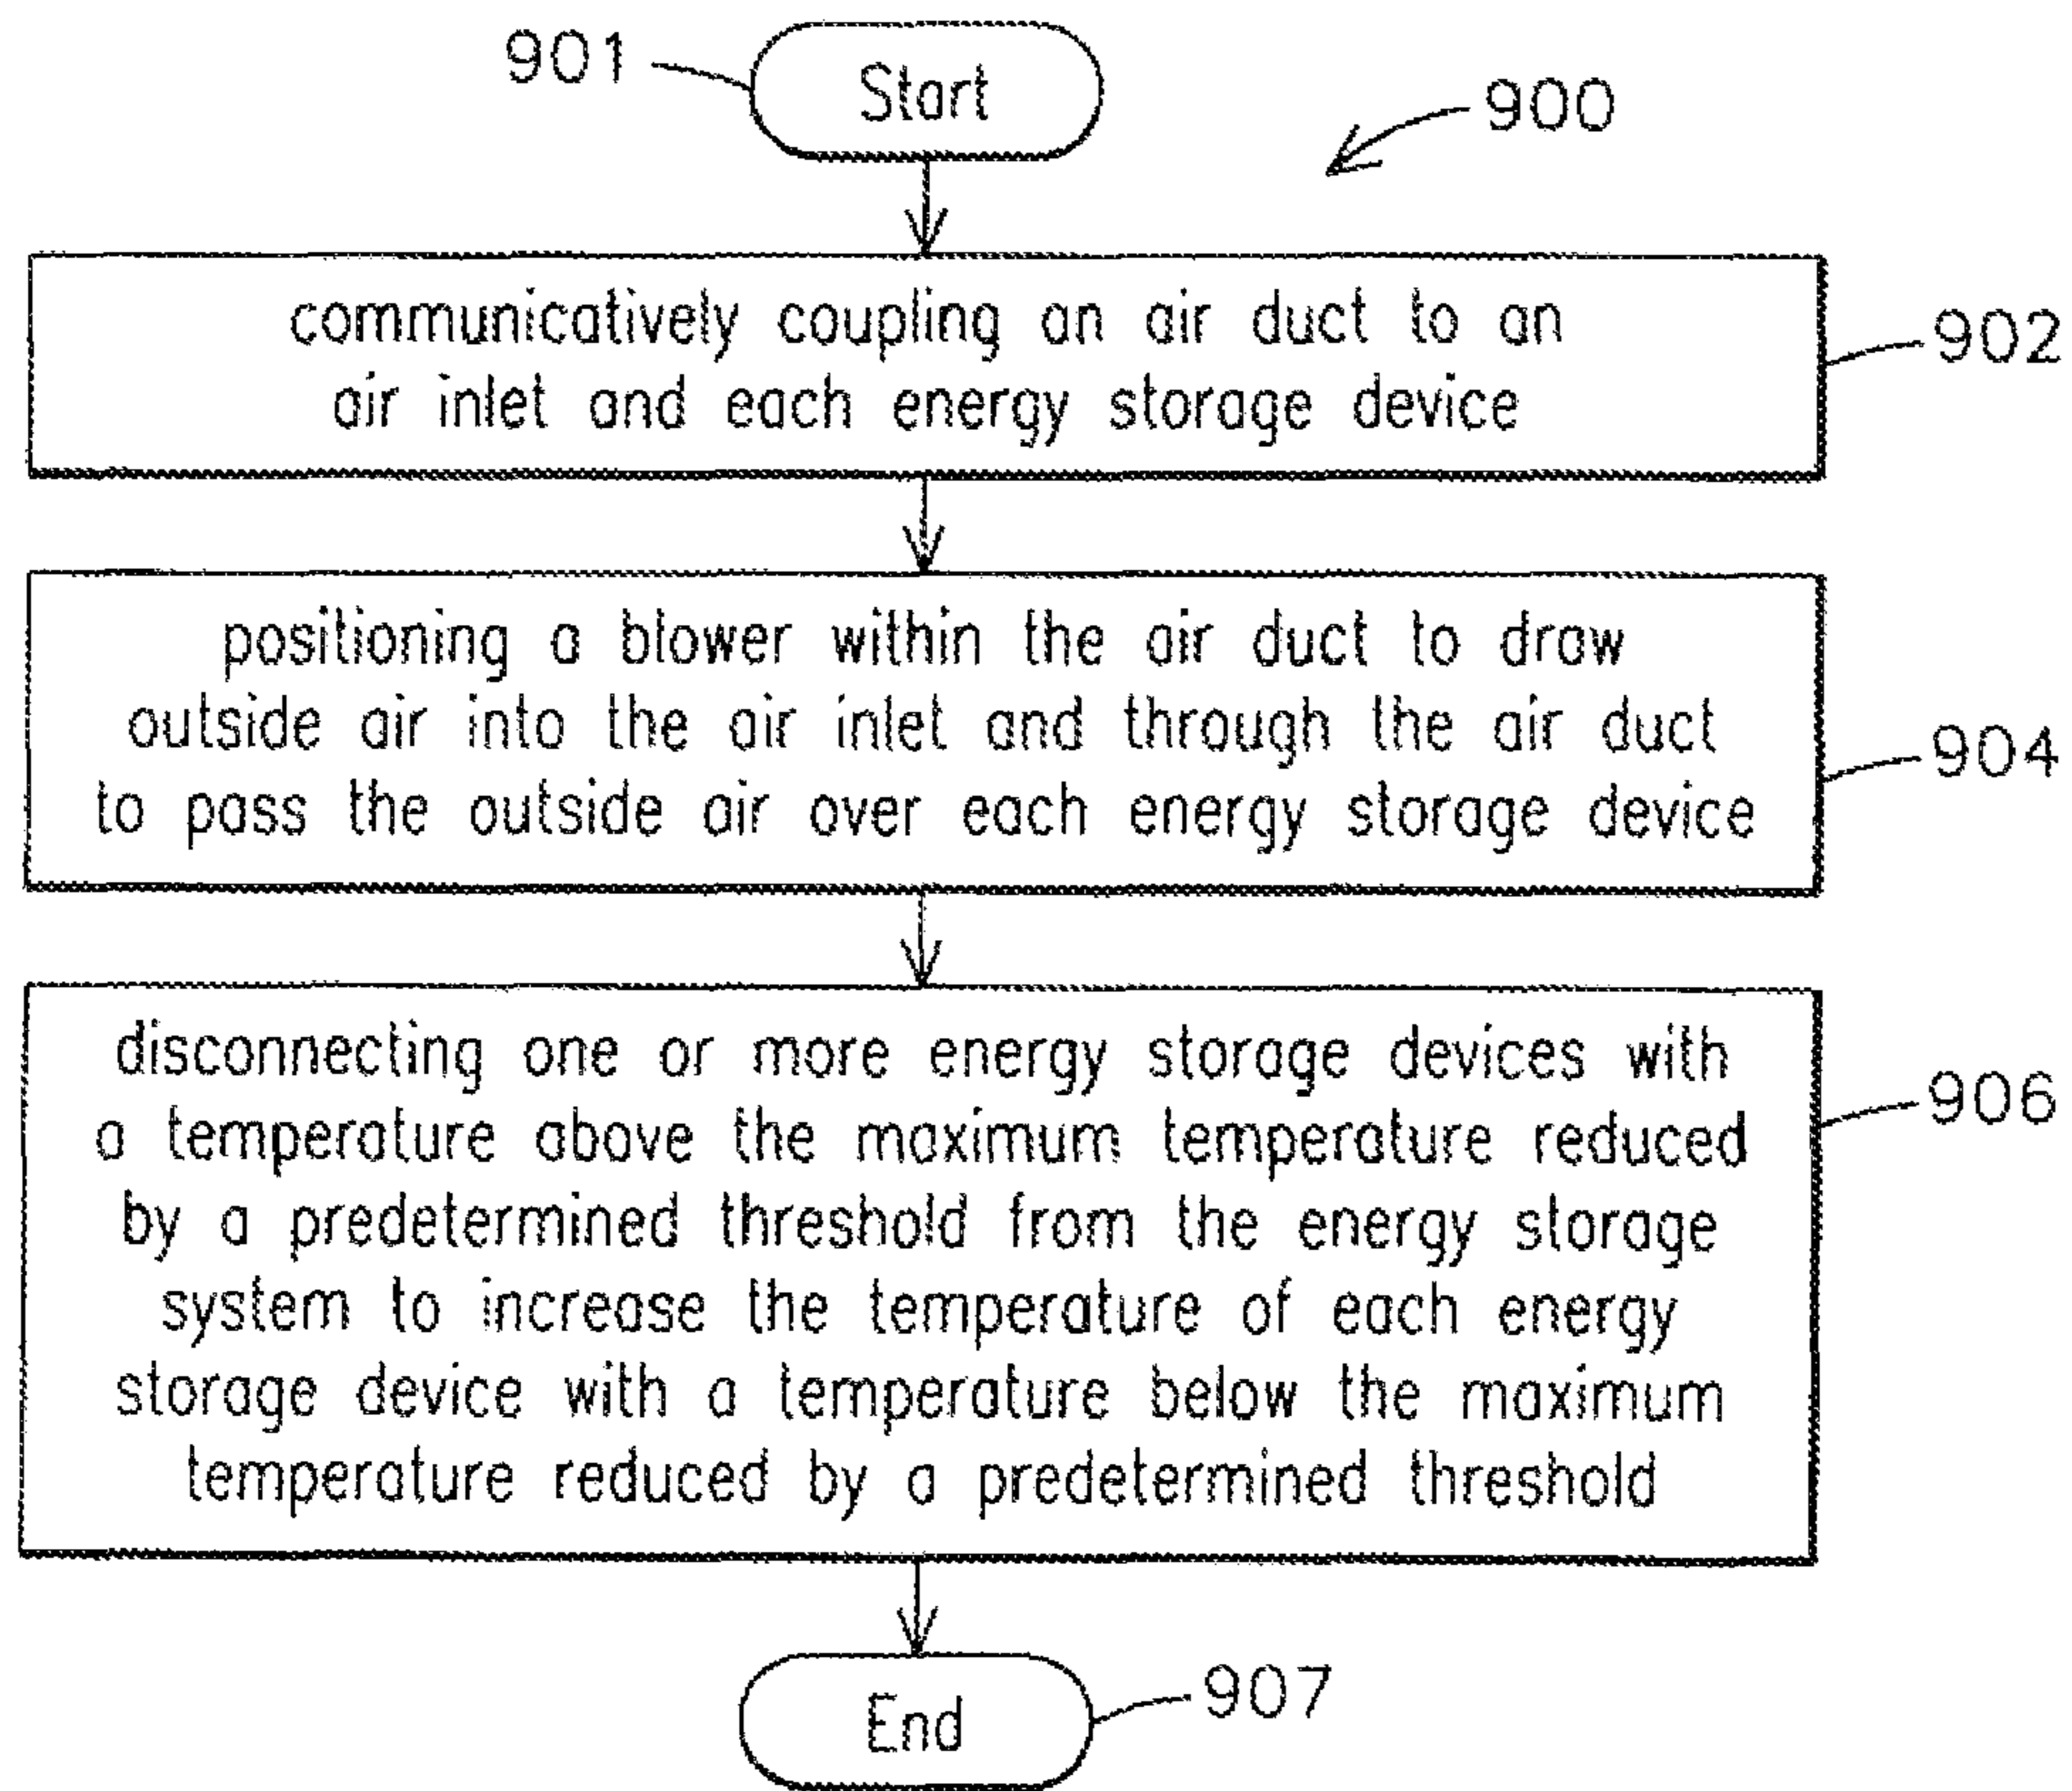 901
Start
900
communicatively coupling an air duct to an
air inlet and each energy storage device
902
positioning a blower within the air duct to draw
outside air into the air inlet and through the air duct
to pass the outside air over each energy storage device
904
disconnecting one or more energy storage devices with
a temperature above the maximum temperature reduced
by a predetermined threshold from the energy storage
system to increase the temperature of each energy
storage device with a temperature below the maximum
temperature reduced by a predetermined threshold
906
End
907